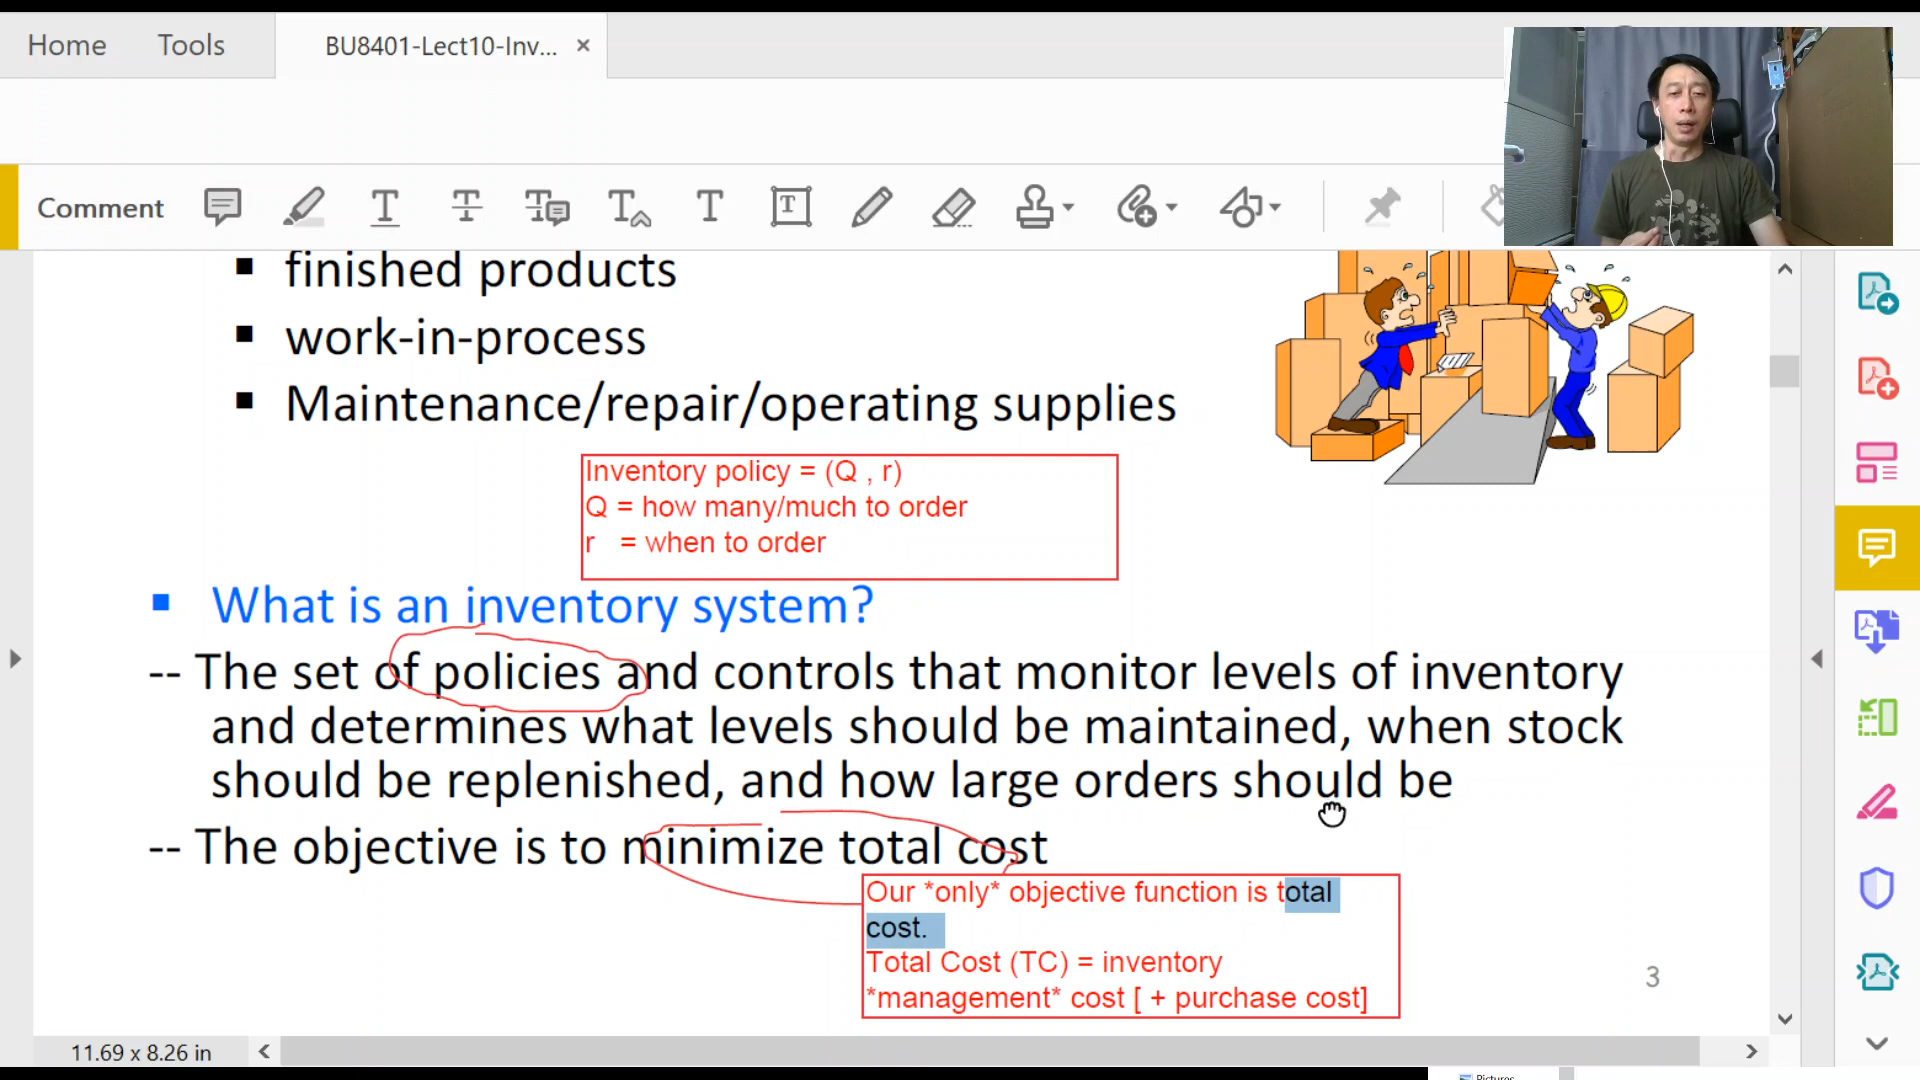 Home Tools BU8401-Lect10-Inv... ×
Comment
▪ finished products
▪ work-in-process
▪ Maintenance/repair/operating supplies
Inventory policy = (Q , r)
Q = how many/much to order
r = when to order
▪ What is an inventory system?
-- The set of policies and controls that monitor levels of inventory
and determines what levels should be maintained, when stock
should be replenished, and how large orders should be
-- The objective is to minimize total cost
Our *only* objective function is total
cost.
Total Cost (TC) = inventory
*management* cost [ + purchase cost]
3
11.69 x 8.26 in
Pictures